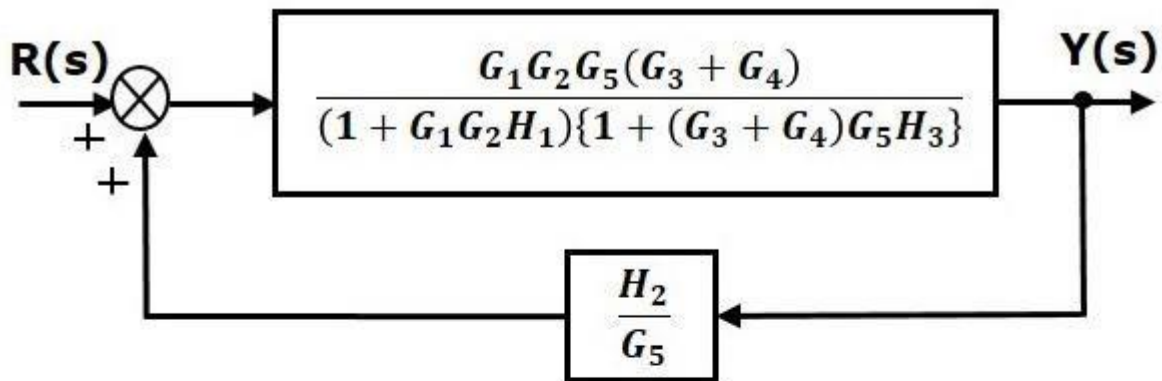 R(s)
Y(s)
G₁G₂G₅(G₃ + G₄)
(1 + G₁G₂H₁){1 + (G₃ + G₄)G₅H₃}
+
+
H₂
G₅